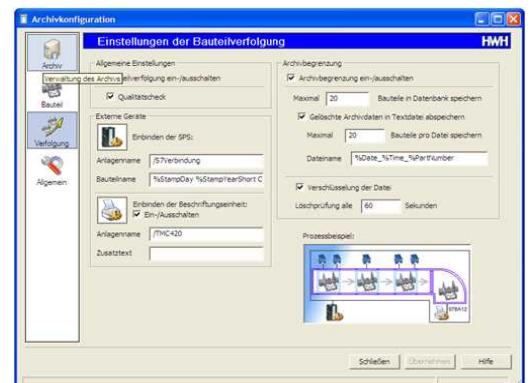 Archivkonfiguration
Einstellungen der Bauteilverfolgung
HWH
Archiv
Verwaltung des Archivs
Bauteil
Verfolgung
Allgemein
Allgemeine Einstellungen
eilverfolgung ein-/ausschalten
Qualitätscheck
Externe Geräte
Einbinden der SPS:
Anlagenname /S7Verbindung
Bauteilname %StampDay %StampYearShort C
Einbinden der Beschriftungseinheit:
Ein-/Ausschalten
Anlagenname /TMC420
Zusatztext
Archivbegrenzung
Archivbegrenzung ein-/ausschalten
Maximal 20 Bauteile in Datenbank speichern
Gelöschte Archivdaten in Textdatei abspeichern
Maximal 20 Bauteile pro Datei speichern
Dateiname %Date_%Time_%PartNumber
Verschlüsselung der Datei
Löschprüfung alle 60 Sekunden
Prozessbeispiel:
Schließen
Übernehmen
Hilfe